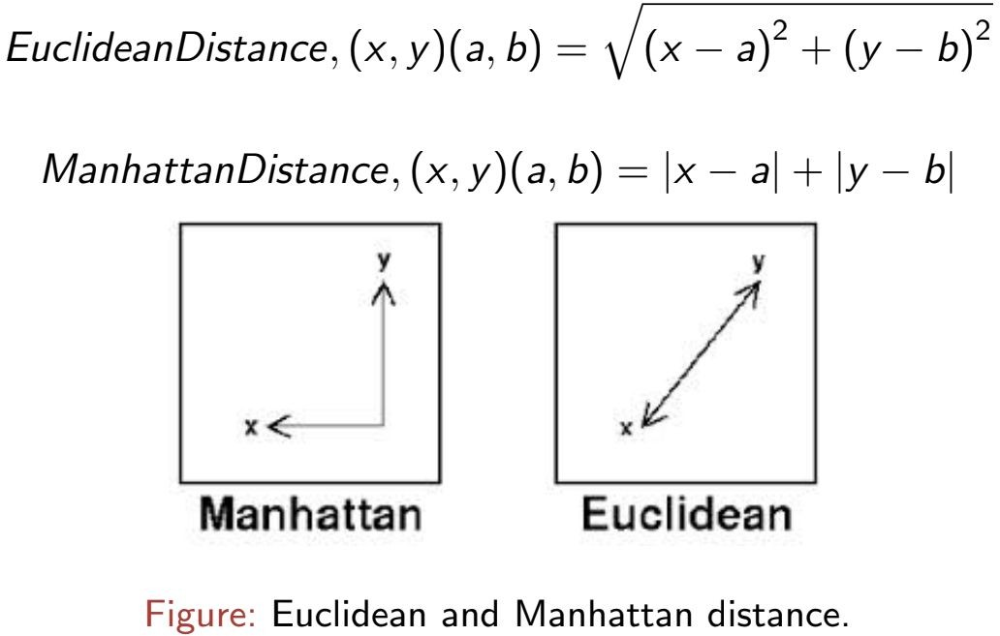 EuclideanDistance, (x, y)(a, b) = √(x − a)² + (y − b)²
ManhattanDistance, (x, y)(a, b) = |x − a| + |y − b|
y
x
Manhattan
y
x
Euclidean
Figure: Euclidean and Manhattan distance.